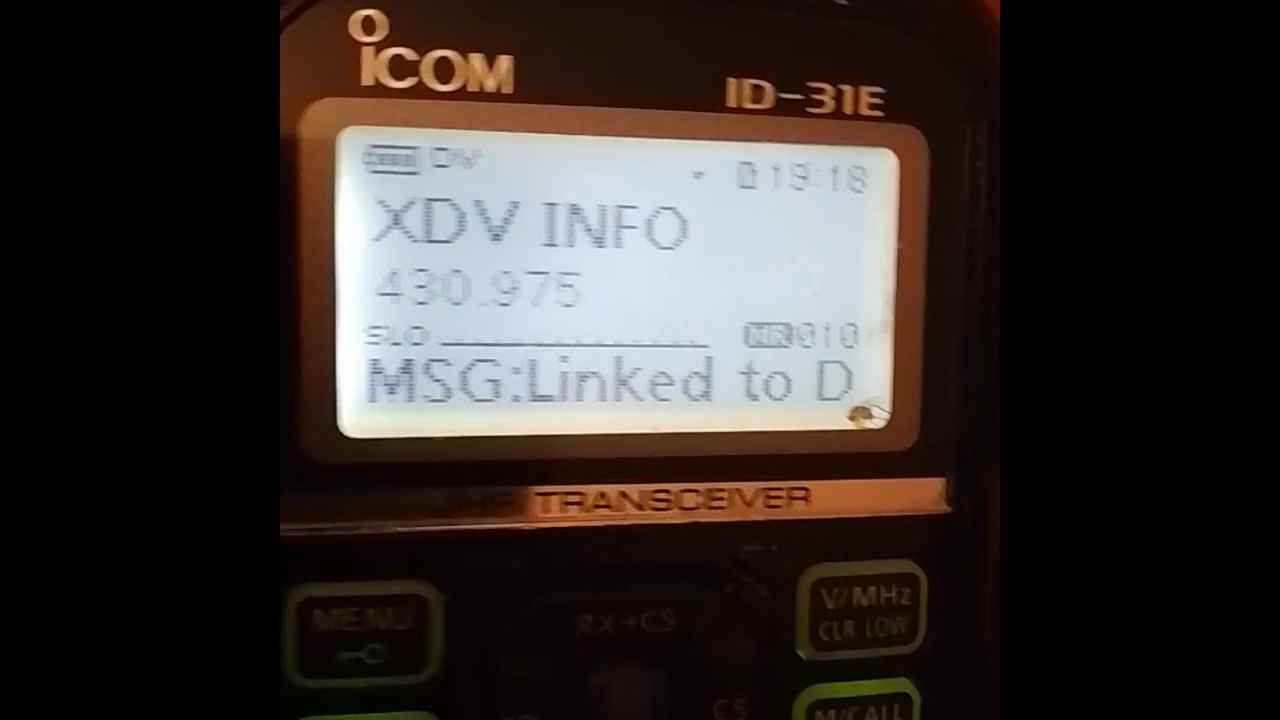 ICOM
ID-31E
DV
19:18
XDV INFO
430.975
MR 010
MSG:Linked to D
UHF TRANSCEIVER
MENU
RX→CS
V/MHz
CLR LOW
CS
M/CALL